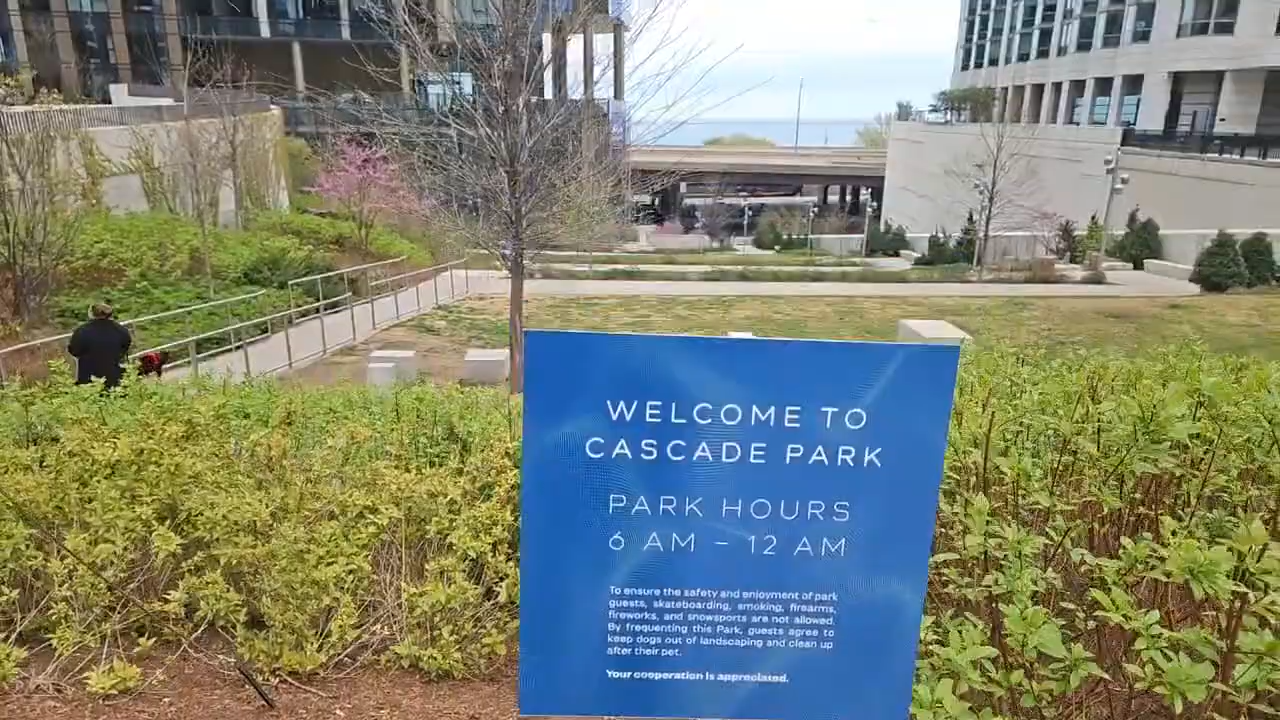 WELCOME TO
CASCADE PARK
PARK HOURS
6 AM – 12 AM
To ensure the safety and enjoyment of park
guests, skateboarding, smoking, firearms,
fireworks, and snowsports are not allowed.
By frequenting this Park, guests agree to
keep dogs out of landscaping and clean up
after their pet.
Your cooperation is appreciated.